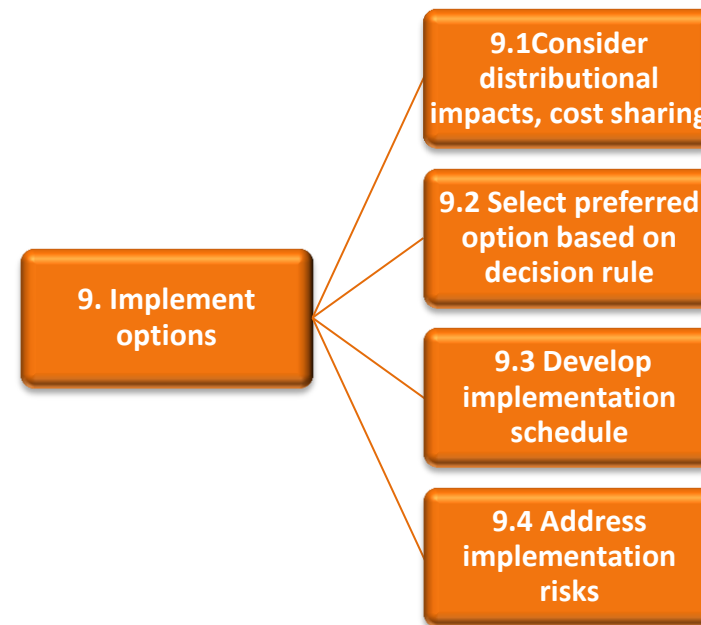 9.1Consider
distributional
impacts, cost sharing
9.2 Select preferred
option based on
decision rule
9. Implement
options
9.3 Develop
implementation
schedule
9.4 Address
implementation
risks